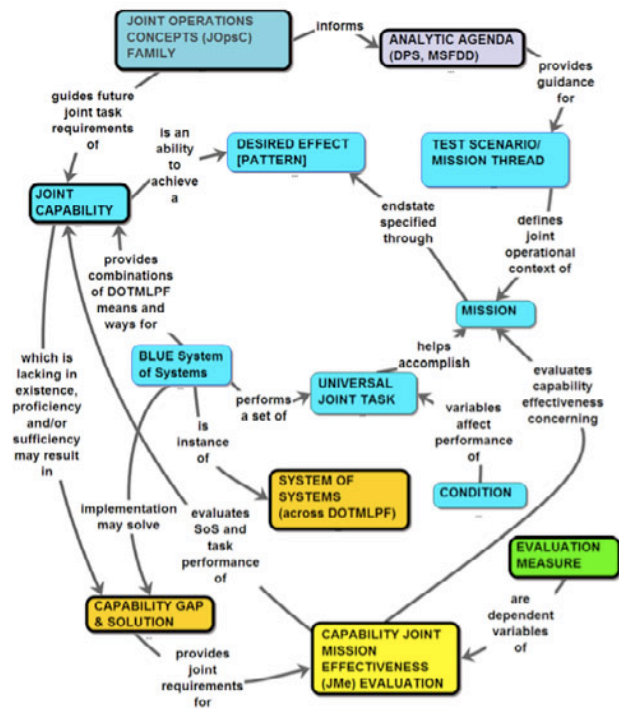 JOINT OPERATIONS
CONCEPTS (JOpsC)
FAMILY
informs
ANALYTIC AGENDA
(DPS, MSFDD)
guides future
joint task
requirements
of
provides
guidance
for
is an
ability
to
achieve
a
DESIRED EFFECT
[PATTERN]
TEST SCENARIO/
MISSION THREAD
JOINT
CAPABILITY
endstate
specified
through
defines
joint
operational
context of
provides
combinations
of DOTMLPF
means and
ways for
MISSION
which is
lacking in
existence,
proficiency
and/or
sufficiency
may result
in
BLUE System
of Systems
helps
accomplish
performs
a set of
UNIVERSAL
JOINT TASK
evaluates
capability
effectiveness
concerning
is
instance
of
variables
affect
performance
of
SYSTEM OF
SYSTEMS
(across DOTMLPF)
CONDITION
implementation
may solve
evaluates
SoS and
task
performance
of
EVALUATION
MEASURE
CAPABILITY GAP
& SOLUTION
are
dependent
variables
of
provides
joint
requirements
for
CAPABILITY JOINT
MISSION
EFFECTIVENESS
(JMe) EVALUATION